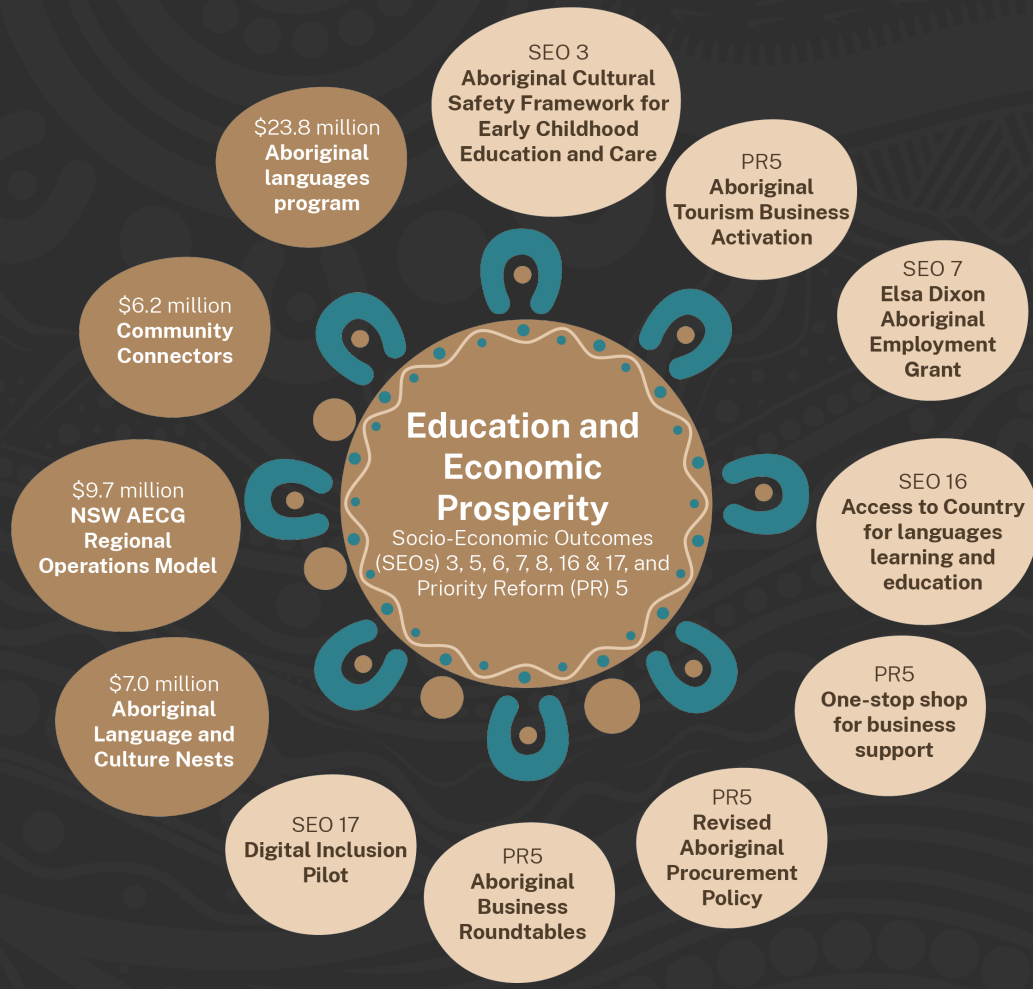 Education and
Economic
Prosperity
Socio-Economic Outcomes
(SEOs) 3, 5, 6, 7, 8, 16 & 17, and
Priority Reform (PR) 5
SEO 3
Aboriginal Cultural
Safety Framework for
Early Childhood
Education and Care
PR5
Aboriginal
Tourism Business
Activation
SEO 7
Elsa Dixon
Aboriginal
Employment
Grant
SEO 16
Access to Country
for languages
learning and
education
PR5
One-stop shop
for business
support
PR5
Revised
Aboriginal
Procurement
Policy
PR5
Aboriginal
Business
Roundtables
SEO 17
Digital Inclusion
Pilot
$7.0 million
Aboriginal
Language and
Culture Nests
$9.7 million
NSW AECG
Regional
Operations Model
$6.2 million
Community
Connectors
$23.8 million
Aboriginal
languages
program